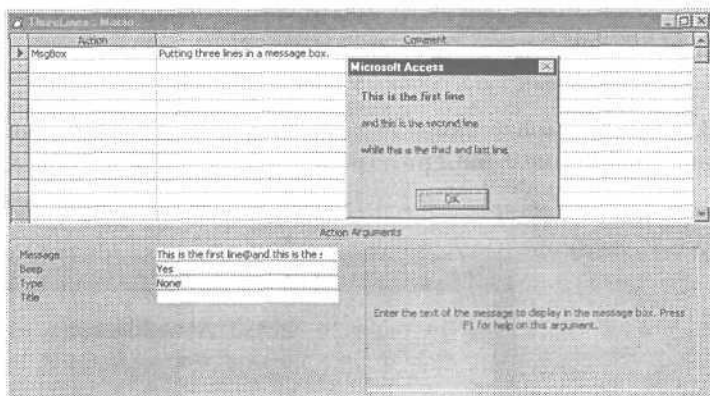 ThreeLines : Macro
Action Comment
MsgBox Putting three lines in a message box.
Microsoft Access
This is the first line
and this is the second line
while this is the third and last line
OK
Action Arguments
Message This is the first line@and this is the s
Beep Yes
Type None
Title
Enter the text of the message to display in the message box. Press
F1 for help on this argument.